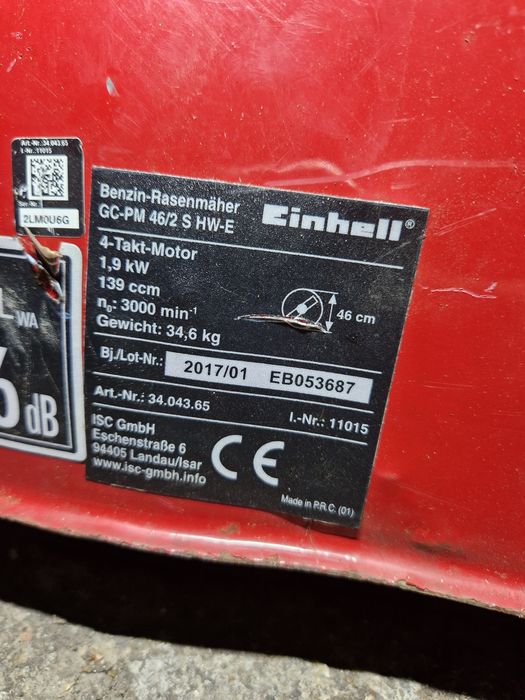 Art.-Nr.: 34.043.65
I.-Nr.: 11015
2LM0U6G
WA
dB
Benzin-Rasenmäher
GC-PM 46/2 S HW-E
Einhell®
4-Takt-Motor
1,9 kW
139 ccm
n₀: 3000 min⁻¹
Gewicht: 34,6 kg
46 cm
Bj./Lot-Nr.: 2017/01 EB053687
Art.-Nr.: 34.043.65 I.-Nr.: 11015
ISC GmbH
Eschenstraße 6
94405 Landau/Isar
www.isc-gmbh.info
CE
Made in P.R.C. (01)